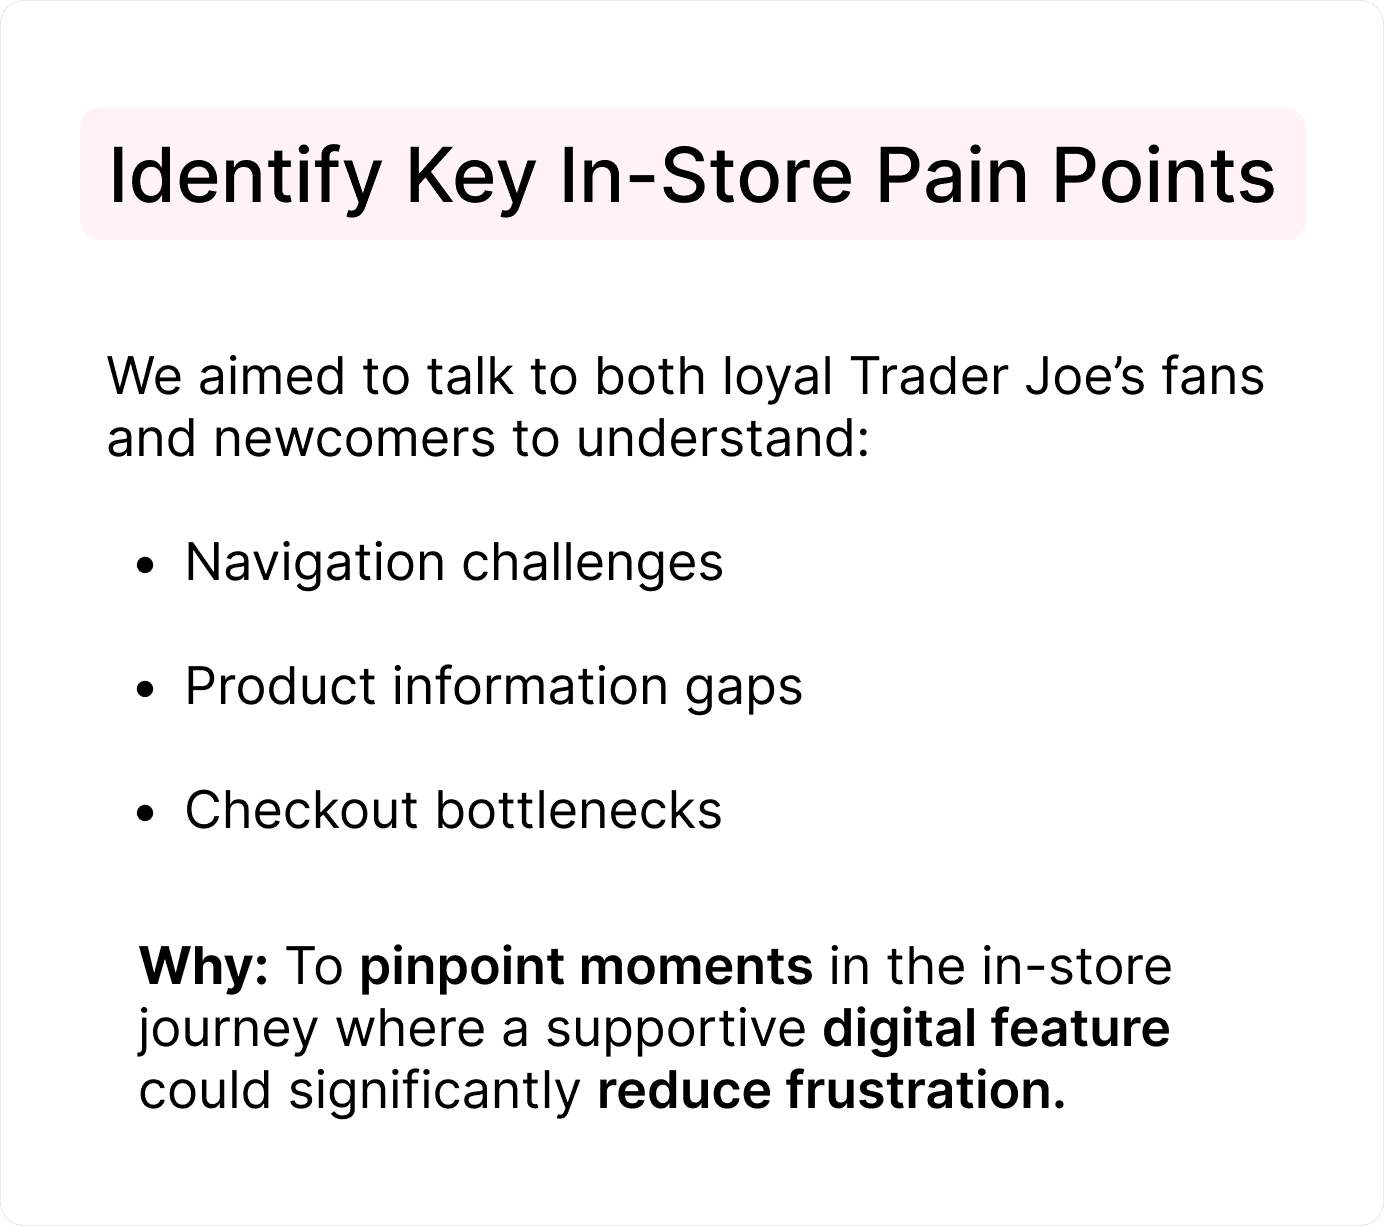 Identify Key In-Store Pain Points
We aimed to talk to both loyal Trader Joe’s fans
and newcomers to understand:
• Navigation challenges
• Product information gaps
• Checkout bottlenecks
Why: To pinpoint moments in the in-store
journey where a supportive digital feature
could significantly reduce frustration.